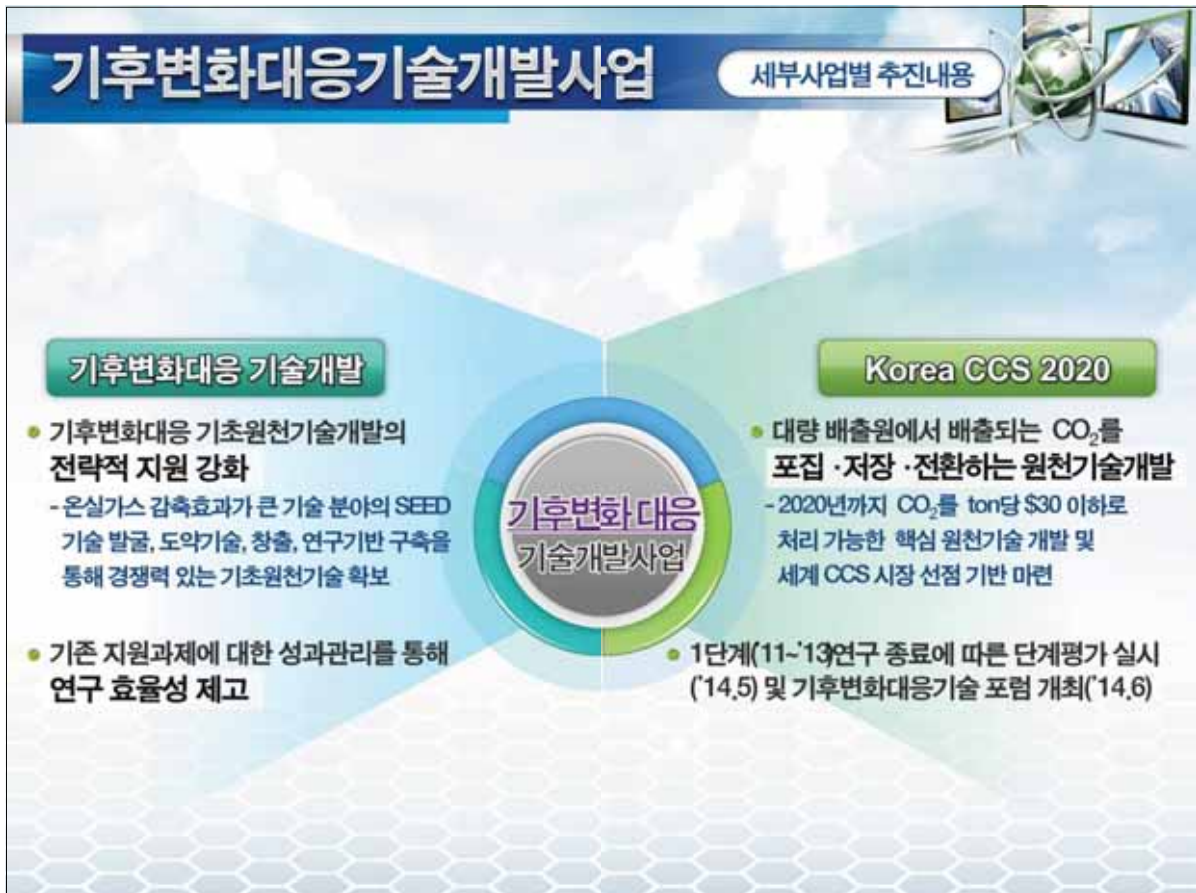 기후변화대응기술개발사업
세부사업별 추진내용
기후변화대응 기술개발
• 기후변화대응 기초원천기술개발의
전략적 지원 강화
- 온실가스 감축효과가 큰 기술 분야의 SEED
기술 발굴, 도약기술, 창출, 연구기반 구축을
통해 경쟁력 있는 기초원천기술 확보
• 기존 지원과제에 대한 성과관리를 통해
연구 효율성 제고
기후변화 대응
기술개발사업
Korea CCS 2020
• 대량 배출원에서 배출되는 CO₂를
포집 ·저장 ·전환하는 원천기술개발
- 2020년까지 CO₂를 ton당 $30 이하로
처리 가능한 핵심 원천기술 개발 및
세계 CCS 시장 선점 기반 마련
• 1단계('11~'13)연구 종료에 따른 단계평가 실시
('14.5) 및 기후변화대응기술 포럼 개최('14.6)